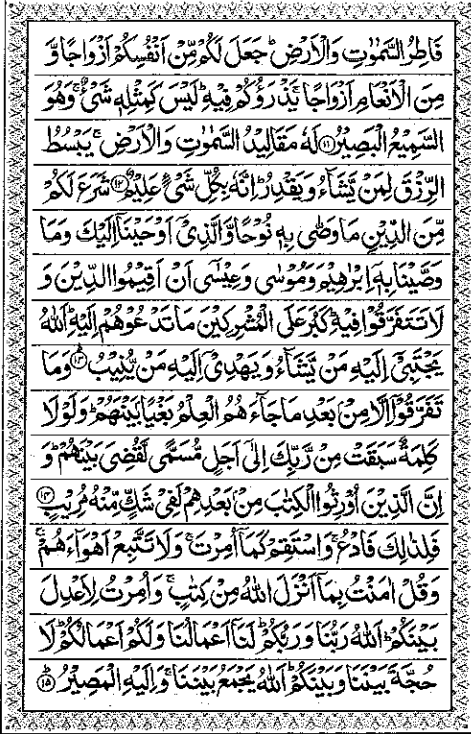 فَاطِرُ السَّمٰوٰتِ وَالْاَرْضِ ؕ جَعَلَ لَكُمْ مِّنْ اَنْفُسِكُمْ اَزْوَاجًا وَّ
مِنَ الْاَنْعَامِ اَزْوَاجًا ۚ يَّذْرَؤُكُمْ فِيْهِ ؕ لَيْسَ كَمِثْلِهٖ شَیْءٌ ۚ وَهُوَ
السَّمِيْعُ الْبَصِيْرُ ﴿۱۱﴾ لَهٗ مَقَالِيْدُ السَّمٰوٰتِ وَالْاَرْضِ ۚ يَبْسُطُ
الرِّزْقَ لِمَنْ يَّشَآءُ وَيَقْدِرُ ؕ اِنَّهٗ بِكُلِّ شَیْءٍ عَلِيْمٌ ﴿۱۲﴾ شَرَعَ لَكُمْ
مِّنَ الدِّيْنِ مَا وَصّٰى بِهٖ نُوْحًا وَّالَّذِیْۤ اَوْحَيْنَاۤ اِلَيْكَ وَمَا
وَصَّيْنَا بِهٖۤ اِبْرٰهِيْمَ وَمُوْسٰى وَعِيْسٰۤى اَنْ اَقِيْمُوا الدِّيْنَ وَ
لَا تَتَفَرَّقُوْا فِيْهِ ؕ كَبُرَ عَلَى الْمُشْرِكِيْنَ مَا تَدْعُوْهُمْ اِلَيْهِ ؕ اَللّٰهُ
يَجْتَبِیْۤ اِلَيْهِ مَنْ يَّشَآءُ وَيَهْدِیْۤ اِلَيْهِ مَنْ يُّنِيْبُ ﴿۱۳﴾ وَمَا
تَفَرَّقُوْۤا اِلَّا مِنْۢ بَعْدِ مَا جَآءَهُمُ الْعِلْمُ بَغْيًاۢ بَيْنَهُمْ ؕ وَلَوْلَا
كَلِمَةٌ سَبَقَتْ مِنْ رَّبِّكَ اِلٰۤى اَجَلٍ مُّسَمًّى لَّقُضِیَ بَيْنَهُمْ ؕ وَ
اِنَّ الَّذِيْنَ اُوْرِثُوا الْكِتٰبَ مِنْۢ بَعْدِهِمْ لَفِیْ شَكٍّ مِّنْهُ مُرِيْبٍ ﴿۱۴﴾
فَلِذٰلِكَ فَادْعُ ۚ وَاسْتَقِمْ كَمَاۤ اُمِرْتَ ۚ وَلَا تَتَّبِعْ اَهْوَآءَهُمْ ۚ
وَقُلْ اٰمَنْتُ بِمَاۤ اَنْزَلَ اللّٰهُ مِنْ كِتٰبٍ ۚ وَاُمِرْتُ لِاَعْدِلَ
بَيْنَكُمْ ؕ اَللّٰهُ رَبُّنَا وَرَبُّكُمْ ؕ لَنَاۤ اَعْمَالُنَا وَلَكُمْ اَعْمَالُكُمْ ؕ لَا
حُجَّةَ بَيْنَنَا وَبَيْنَكُمْ ؕ اَللّٰهُ يَجْمَعُ بَيْنَنَا ۚ وَاِلَيْهِ الْمَصِيْرُ ﴿۱۵﴾